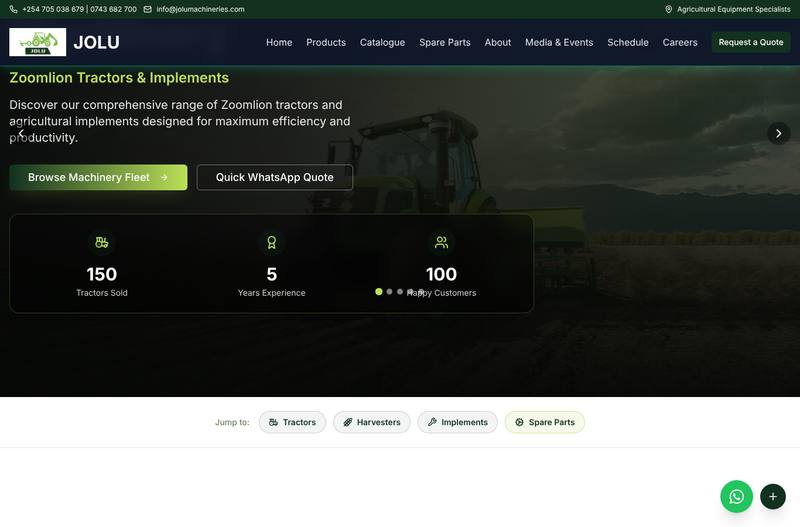 +254 705 038 679 | 0743 682 700
info@jolumachineries.com
Agricultural Equipment Specialists
JOLU
JOLU
Home
Products
Catalogue
Spare Parts
About
Media & Events
Schedule
Careers
Request a Quote
Zoomlion Tractors & Implements
Discover our comprehensive range of Zoomlion tractors and
agricultural implements designed for maximum efficiency and
productivity.
Browse Machinery Fleet →
Quick WhatsApp Quote
150
Tractors Sold
5
Years Experience
100
Happy Customers
Jump to:
Tractors
Harvesters
Implements
Spare Parts